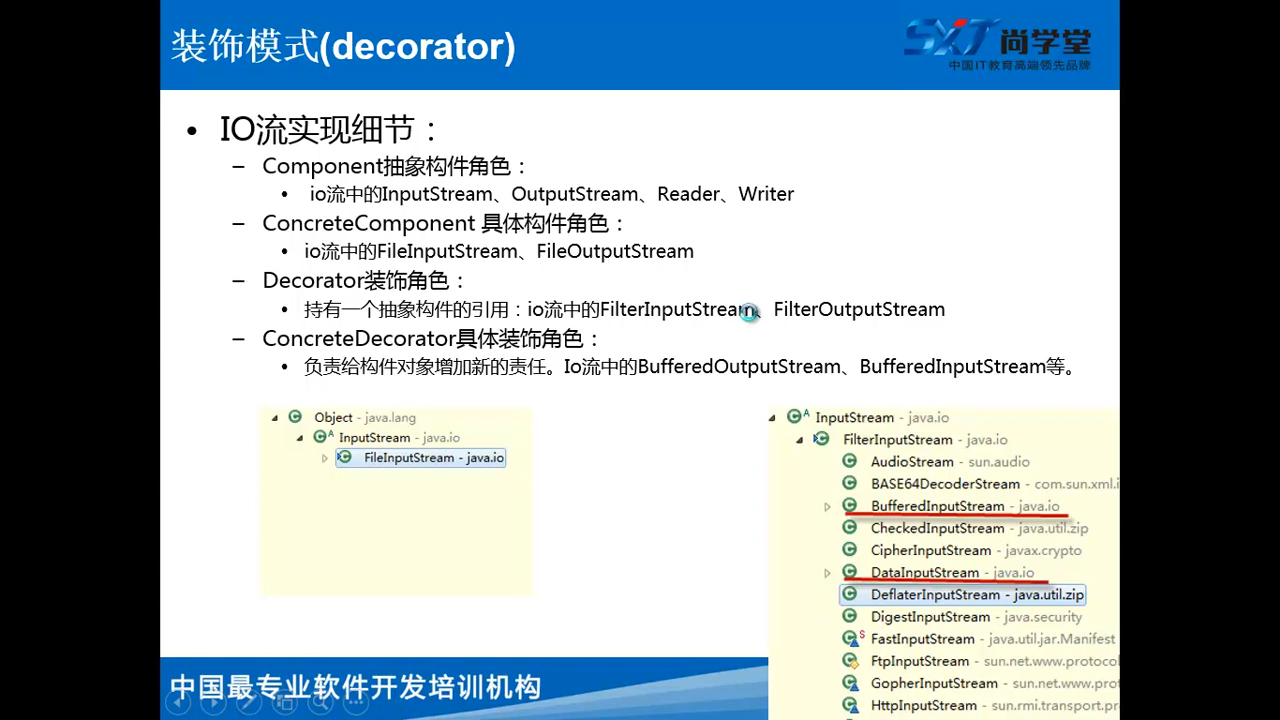 装饰模式(decorator)
SXT 尚学堂
中国IT教育高端领先品牌
• IO流实现细节：
– Component抽象构件角色：
• io流中的InputStream、OutputStream、Reader、Writer
– ConcreteComponent 具体构件角色：
• io流中的FileInputStream、FileOutputStream
– Decorator装饰角色：
• 持有一个抽象构件的引用：io流中的FilterInputStream、FilterOutputStream
– ConcreteDecorator具体装饰角色：
• 负责给构件对象增加新的责任。Io流中的BufferedOutputStream、BufferedInputStream等。
Object - java.lang
InputStream - java.io
FileInputStream - java.io
InputStream - java.io
FilterInputStream - java.io
AudioStream - sun.audio
BASE64DecoderStream - com.sun.xml.i
BufferedInputStream - java.io
CheckedInputStream - java.util.zip
CipherInputStream - javax.crypto
DataInputStream - java.io
DeflaterInputStream - java.util.zip
DigestInputStream - java.security
FastInputStream - java.util.jar.Manifest
FtpInputStream - sun.net.www.protoco
GopherInputStream - sun.net.www.prot
HttpInputStream - sun.rmi.transport.pr
中国最专业软件开发培训机构